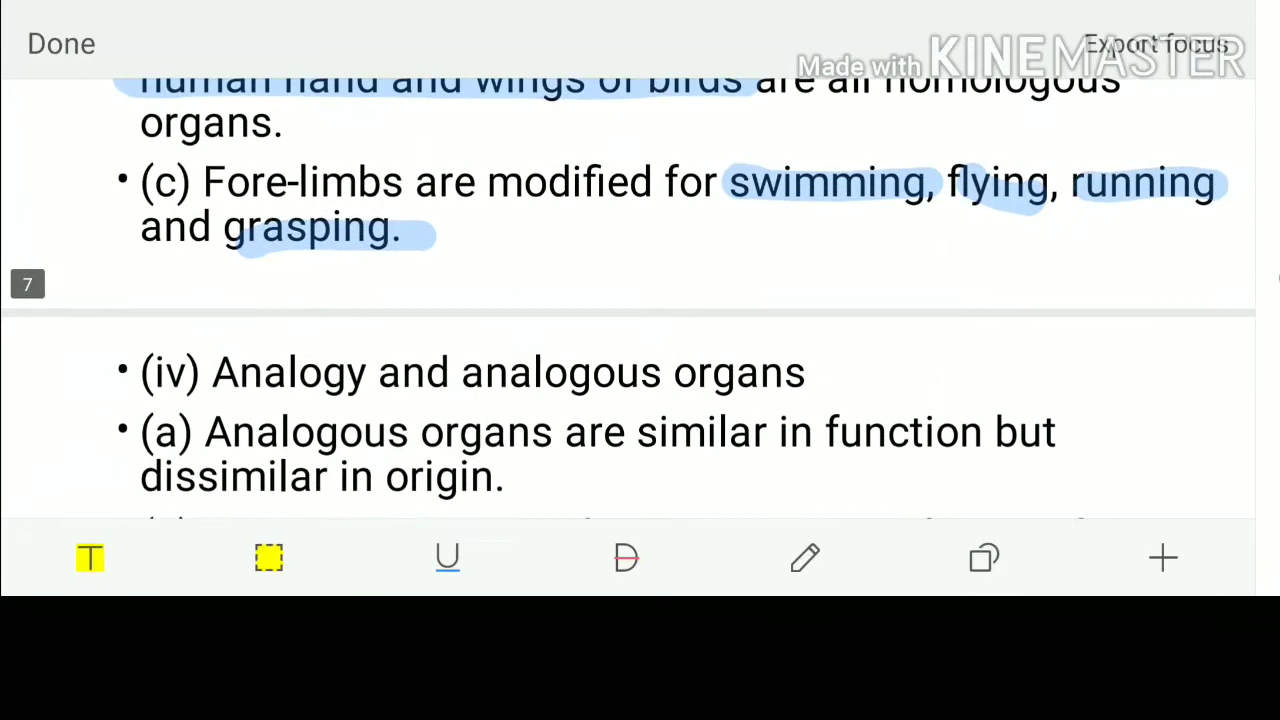 Done
Export focus
Made with KINEMASTER
human hand and wings of birds are all homologous
organs.
• (c) Fore-limbs are modified for swimming, flying, running
and grasping.
7
• (iv) Analogy and analogous organs
• (a) Analogous organs are similar in function but
dissimilar in origin.
T
U
D